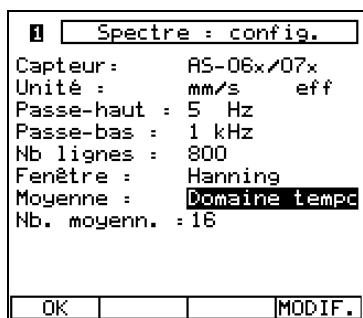 1 Spectre : config.
Capteur: AS-06x/07x
Unité : mm/s eff
Passe-haut : 5 Hz
Passe-bas : 1 kHz
Nb lignes : 800
Fenêtre : Hanning
Moyenne : Domaine tempo
Nb. moyenn. : 16
OK MODIF.